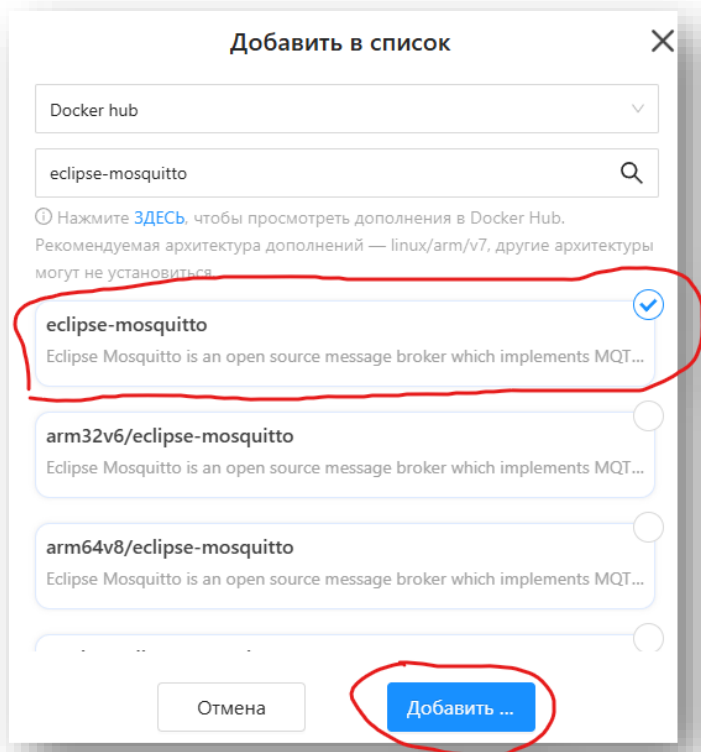 Добавить в список
Docker hub
eclipse-mosquitto
Нажмите ЗДЕСЬ, чтобы просмотреть дополнения в Docker Hub.
Рекомендуемая архитектура дополнений — linux/arm/v7, другие архитектуры
могут не установиться.
eclipse-mosquitto
Eclipse Mosquitto is an open source message broker which implements MQT...
arm32v6/eclipse-mosquitto
Eclipse Mosquitto is an open source message broker which implements MQT...
arm64v8/eclipse-mosquitto
Eclipse Mosquitto is an open source message broker which implements MQT...
Отмена
Добавить ...